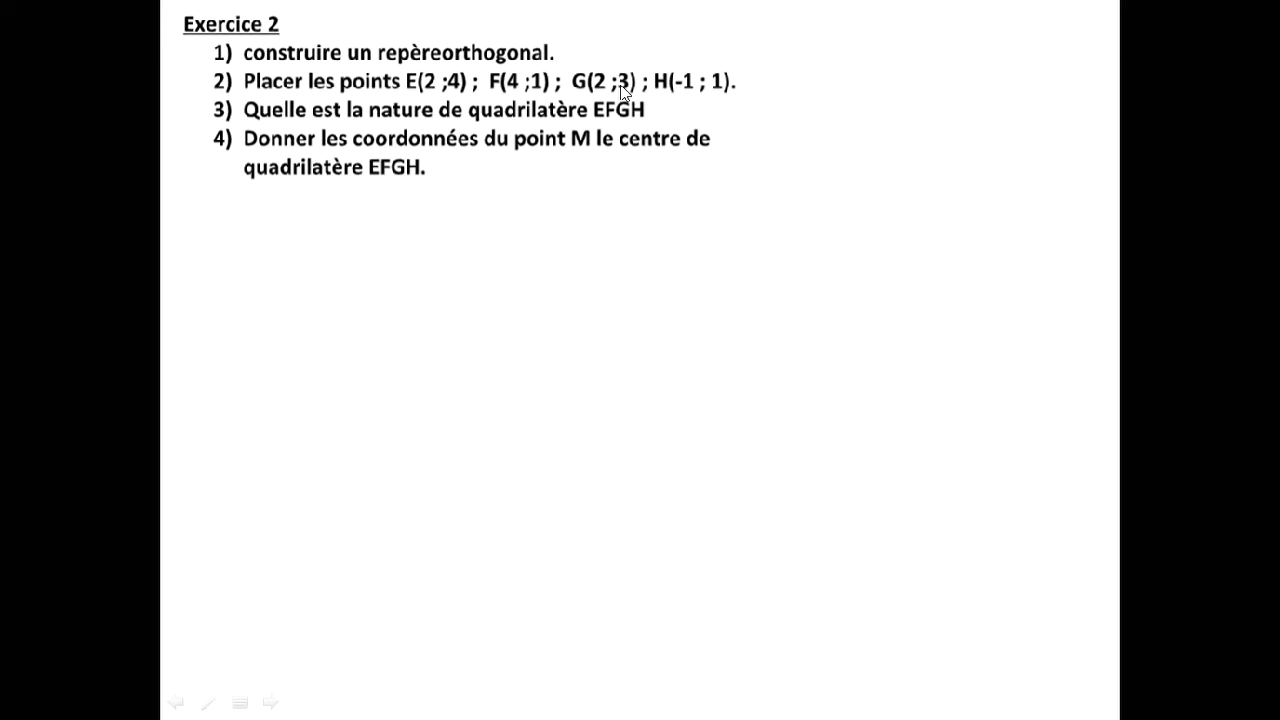 Exercice 2
1) construire un repèreorthogonal.
2) Placer les points E(2 ;4) ; F(4 ;1) ; G(2 ;3) ; H(-1 ; 1).
3) Quelle est la nature de quadrilatère EFGH
4) Donner les coordonnées du point M le centre de
quadrilatère EFGH.